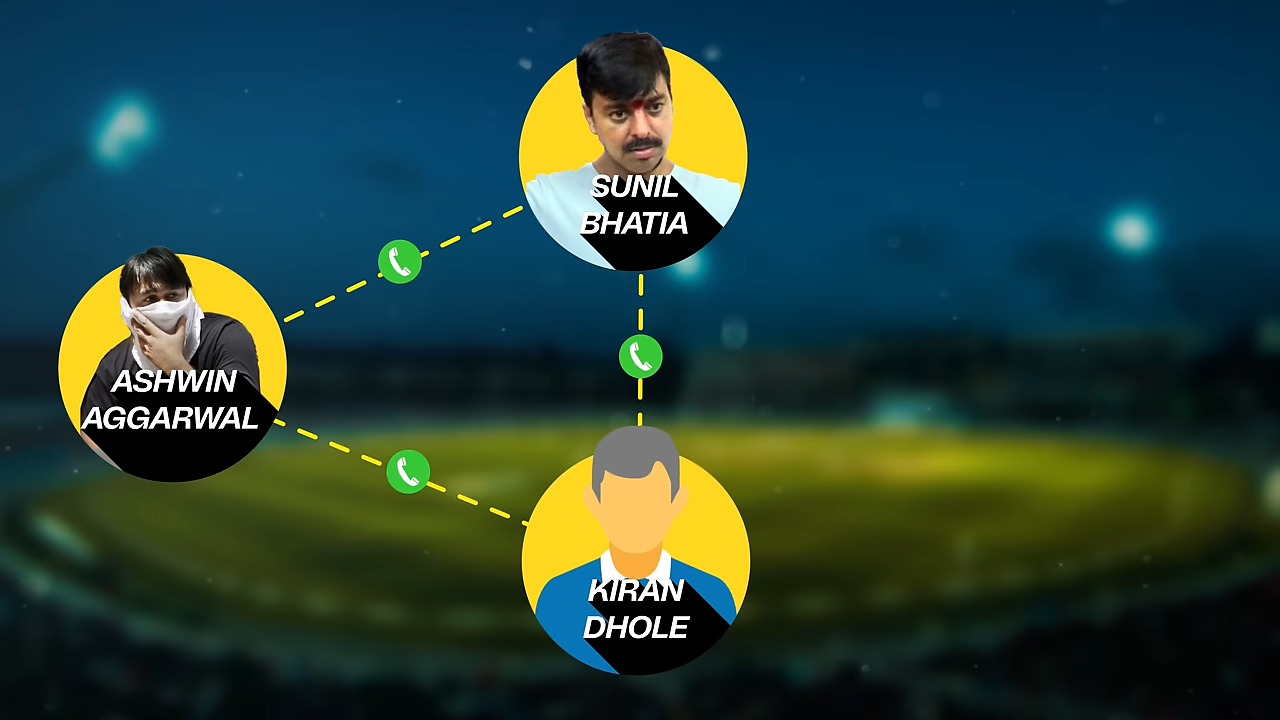 SUNIL
BHATIA
ASHWIN
AGGARWAL
KIRAN
DHOLE